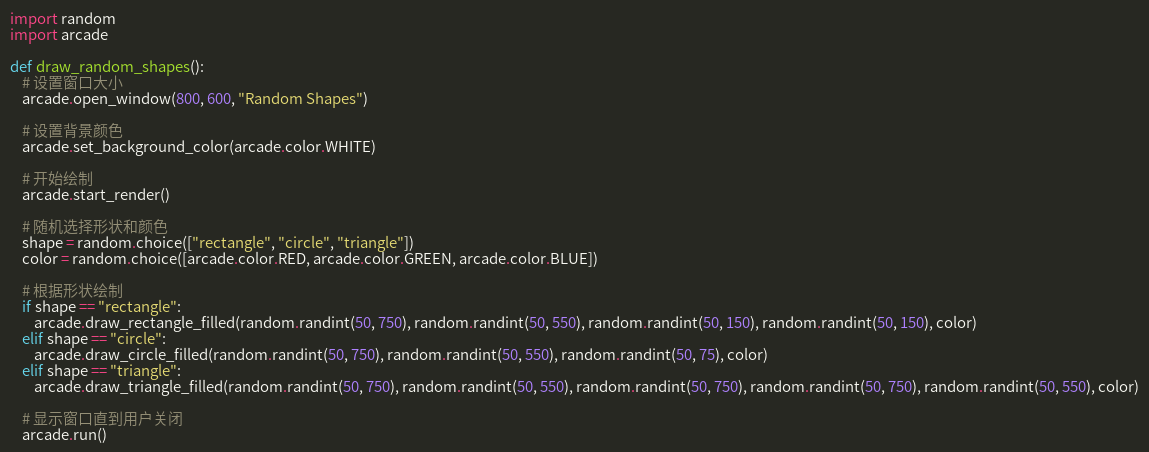 import random
import arcade
def draw_random_shapes():
# 设置窗口大小
arcade.open_window(800, 600, "Random Shapes")
# 设置背景颜色
arcade.set_background_color(arcade.color.WHITE)
# 开始绘制
arcade.start_render()
# 随机选择形状和颜色
shape = random.choice(["rectangle", "circle", "triangle"])
color = random.choice([arcade.color.RED, arcade.color.GREEN, arcade.color.BLUE])
# 根据形状绘制
if shape == "rectangle":
arcade.draw_rectangle_filled(random.randint(50, 750), random.randint(50, 550), random.randint(50, 150), random.randint(50, 150), color)
elif shape == "circle":
arcade.draw_circle_filled(random.randint(50, 750), random.randint(50, 550), random.randint(50, 75), color)
elif shape == "triangle":
arcade.draw_triangle_filled(random.randint(50, 750), random.randint(50, 550), random.randint(50, 750), random.randint(50, 750), random.randint(50, 550), color)
# 显示窗口直到用户关闭
arcade.run()